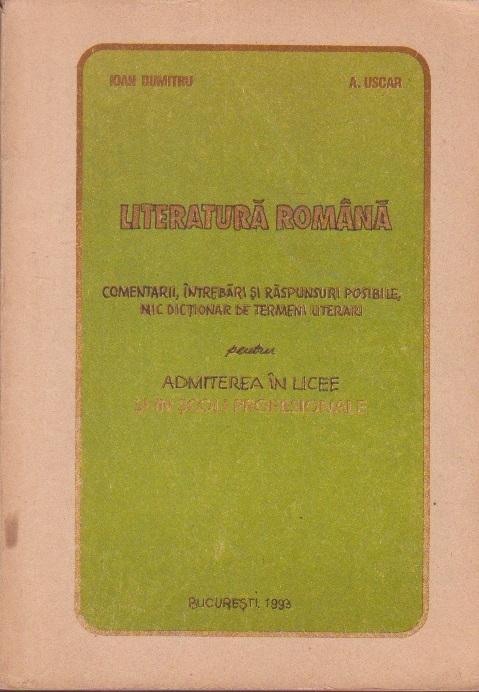 IOAN DUMITRU A. USCAR
LITERATURĂ ROMÂNĂ
COMENTARII, ÎNTREBĂRI ȘI RĂSPUNSURI POSIBILE,
MIC DICȚIONAR DE TERMENI LITERARI
pentru
ADMITEREA ÎN LICEE
ȘI ÎN ȘCOLI PROFESIONALE
BUCUREȘTI, 1993